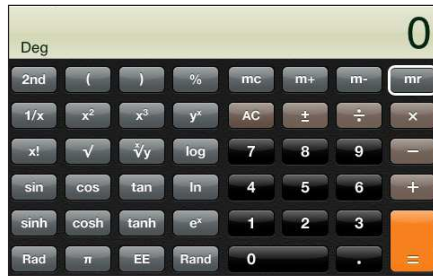 0
Deg
2nd ( ) % mc m+ m- mr
1/x x² x³ yˣ AC ± ÷ ×
x! √ ˣ√y log 7 8 9 −
sin cos tan ln 4 5 6 +
sinh cosh tanh eˣ 1 2 3
Rad π EE Rand 0 . =